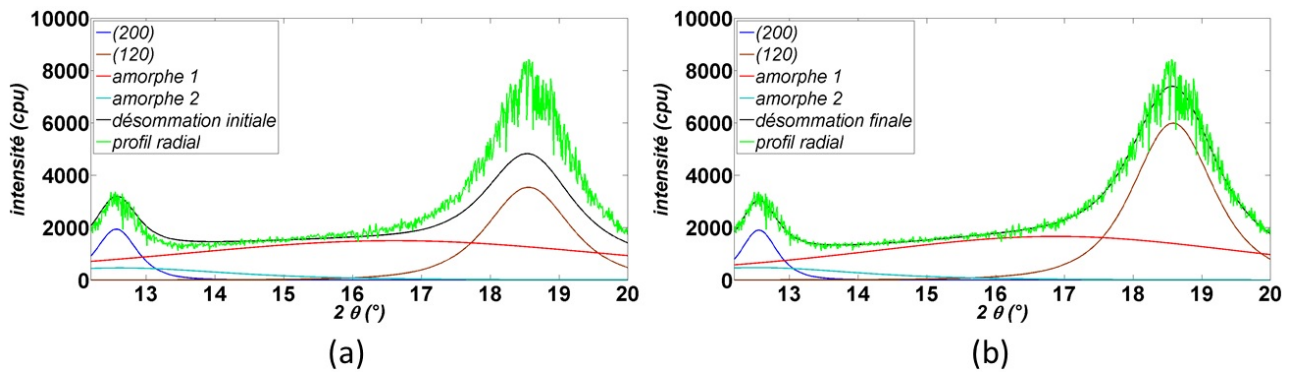 10000
8000
6000
4000
2000
0
intensité (cpu)
(200)
(120)
amorphe 1
amorphe 2
désommation initiale
profil radial
13 14 15 16 17 18 19 20
2 θ (°)
(a)
10000
8000
6000
4000
2000
0
intensité (cpu)
(200)
(120)
amorphe 1
amorphe 2
désommation finale
profil radial
13 14 15 16 17 18 19 20
2 θ (°)
(b)